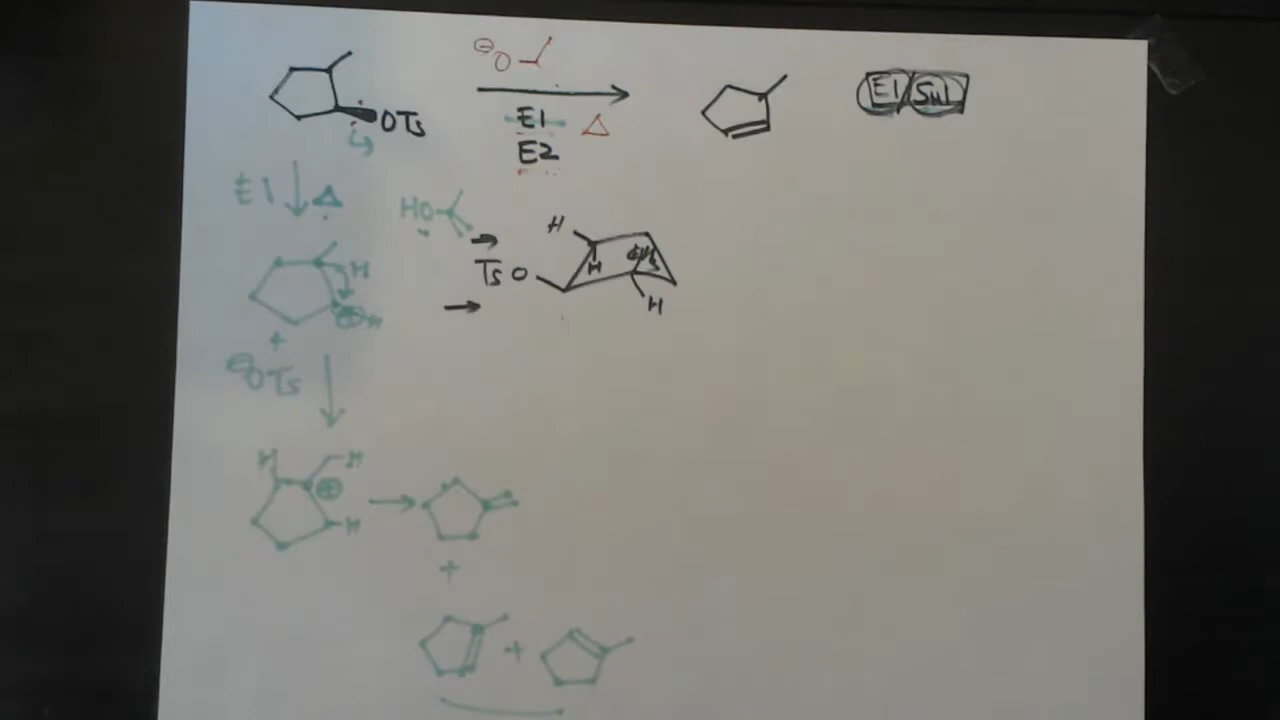 ⊖O
OTs
E1 Δ
E2
E1 SN1
E1 Δ
HO
H
H
TsO
CH3
H
H
⊕ H
+
⊖OTs
H H
⊕
H
+
+